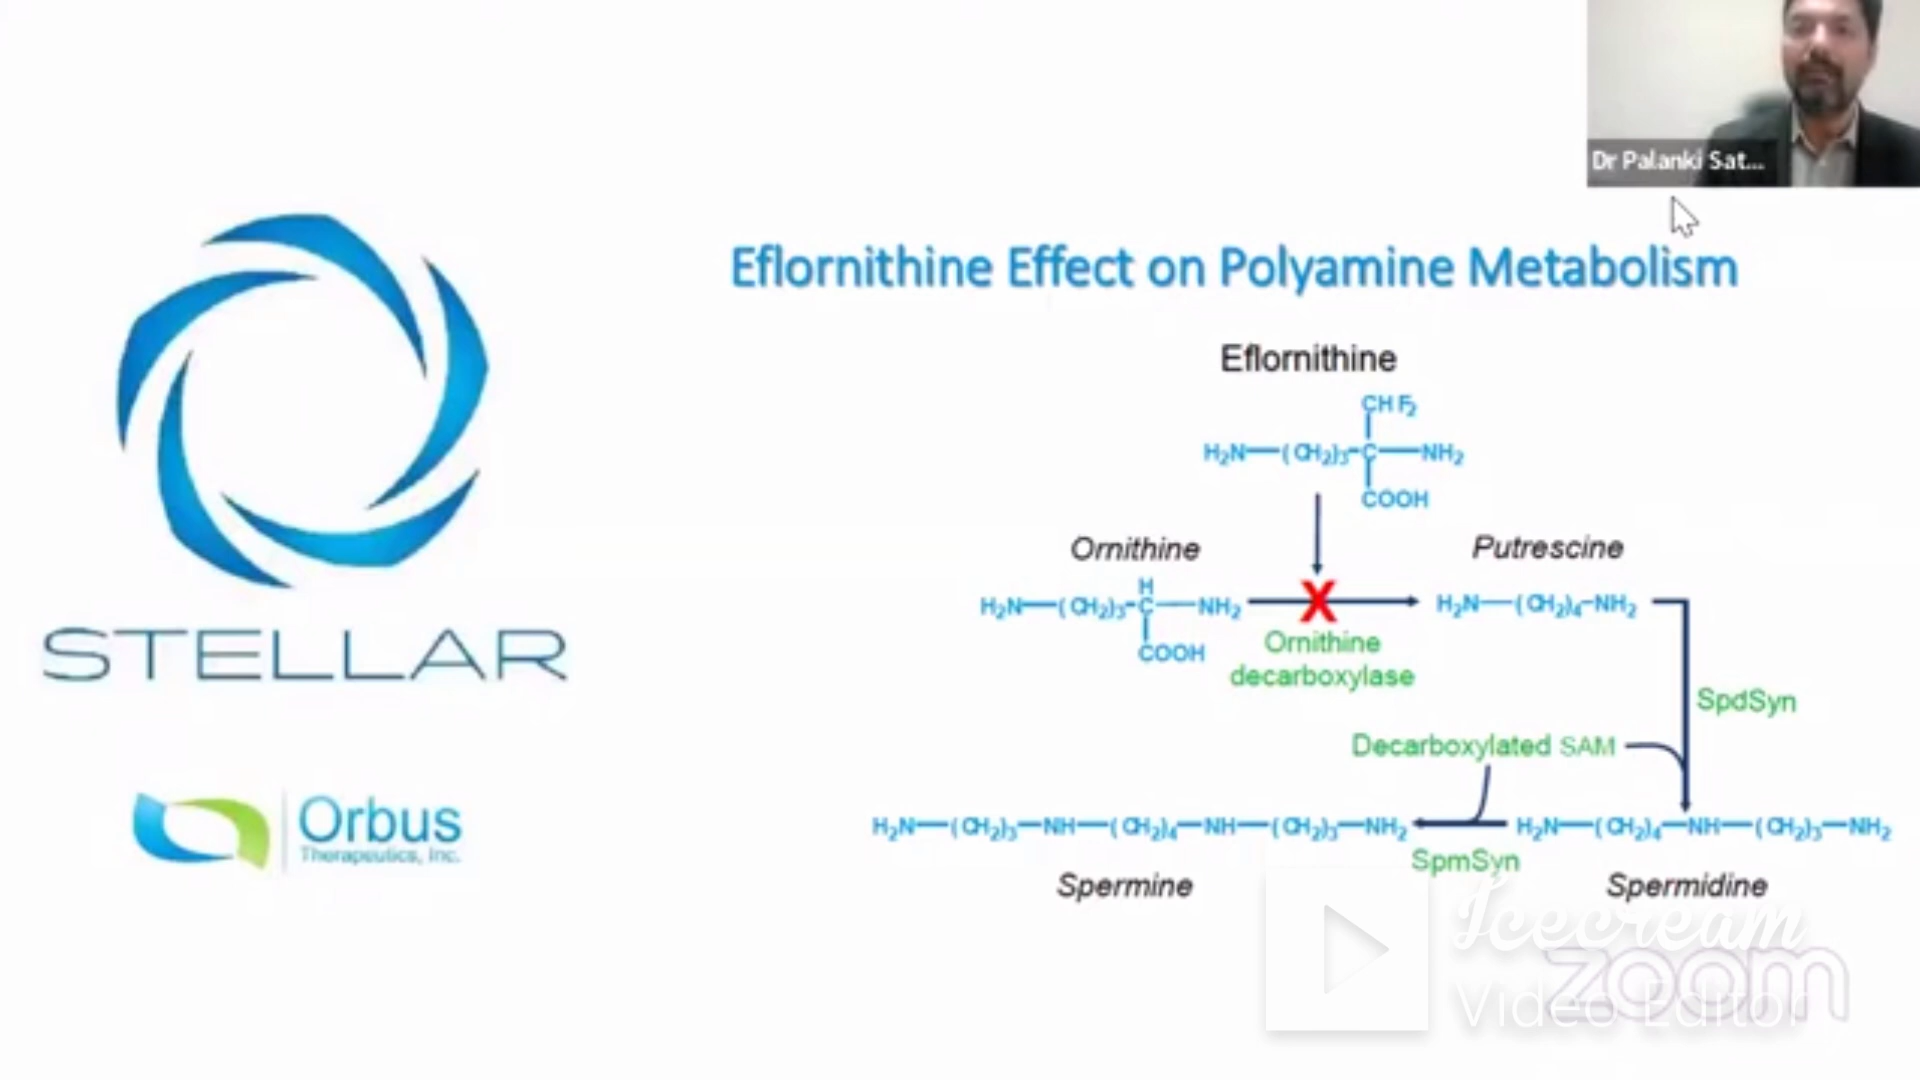 Dr Palanki Sat...
Eflornithine Effect on Polyamine Metabolism
Eflornithine
CHF₂
H₂N—(CH₂)₃—C—NH₂
COOH
Ornithine
Putrescine
H
H₂N—(CH₂)₃—C—NH₂
X
H₂N—(CH₂)₄—NH₂
COOH
Ornithine
decarboxylase
SpdSyn
Decarboxylated SAM
H₂N—(CH₂)₃—NH—(CH₂)₄—NH—(CH₂)₃—NH₂
H₂N—(CH₂)₄—NH—(CH₂)₃—NH₂
SpmSyn
Spermine
Spermidine
STELLAR
Orbus
Therapeutics, Inc.
Icecream
Video Editor
zoom